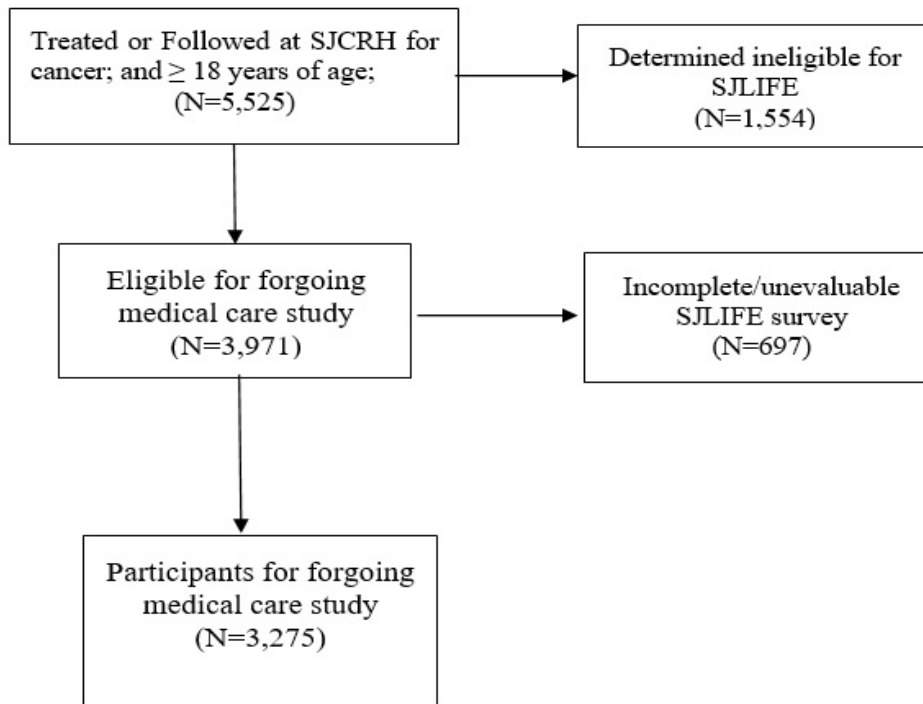 Treated or Followed at SJCRH for
cancer; and ≥ 18 years of age;
(N=5,525)
Determined ineligible for
SJLIFE
(N=1,554)
Eligible for forgoing
medical care study
(N=3,971)
Incomplete/unevaluable
SJLIFE survey
(N=697)
Participants for forgoing
medical care study
(N=3,275)